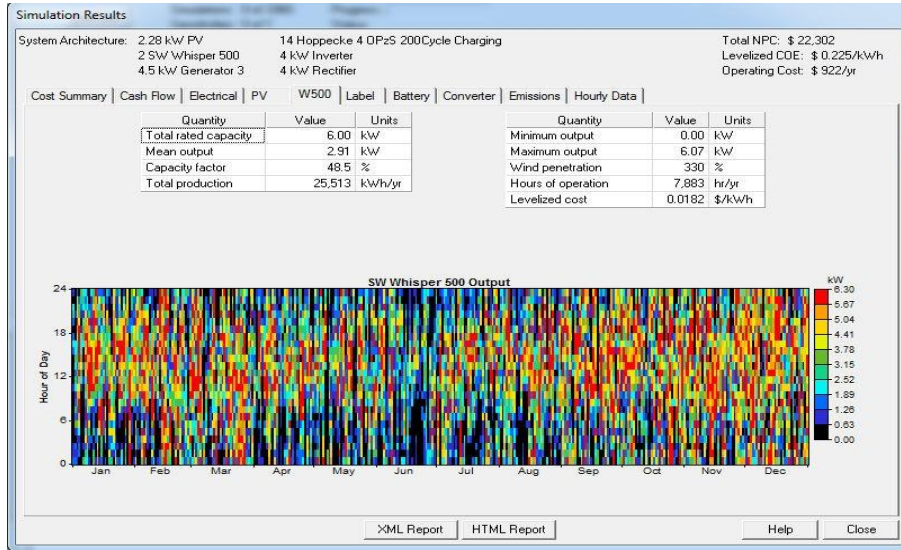 Simulation Results
System Architecture: 2.28 kW PV 14 Hoppecke 4 OPzS 200Cycle Charging Total NPC: $ 22,302
2 SW Whisper 500 4 kW Inverter Levelized COE: $ 0.225/kWh
4.5 kW Generator 3 4 kW Rectifier Operating Cost: $ 922/yr
Cost Summary Cash Flow Electrical PV W500 Label Battery Converter Emissions Hourly Data
Quantity Value Units Quantity Value Units
Total rated capacity 6.00 kW Minimum output 0.00 kW
Mean output 2.91 kW Maximum output 6.07 kW
Capacity factor 48.5 % Wind penetration 330 %
Total production 25,513 kWh/yr Hours of operation 7,883 hr/yr
Levelized cost 0.0182 $/kWh
SW Whisper 500 Output
Hour of Day
24
18
12
6
0
Jan Feb Mar Apr May Jun Jul Aug Sep Oct Nov Dec
kW
6.30
5.67
5.04
4.41
3.78
3.15
2.52
1.89
1.26
0.63
0.00
XML Report HTML Report Help Close